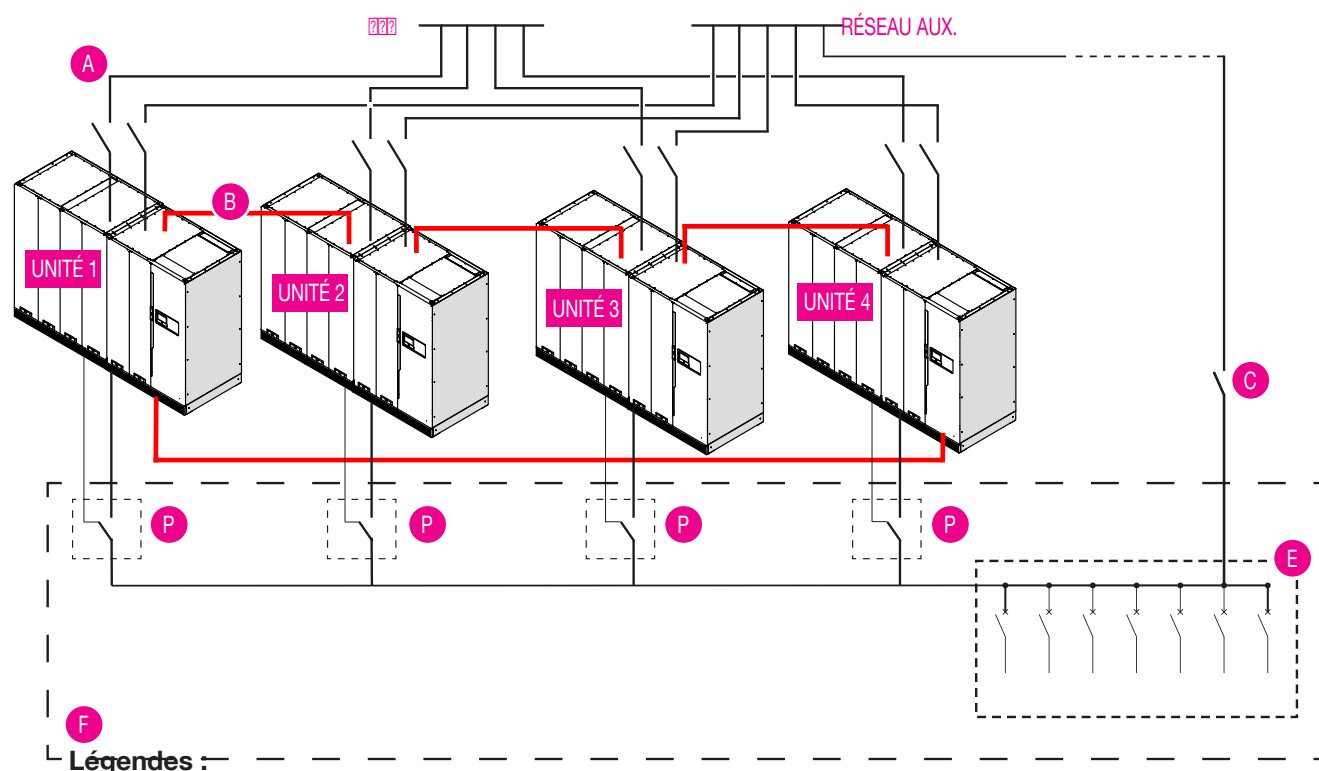 RÉSEAU AUX.
A
B
UNITÉ 1
UNITÉ 2
UNITÉ 3
UNITÉ 4
C
P
P
P
P
E
F
Légendes :